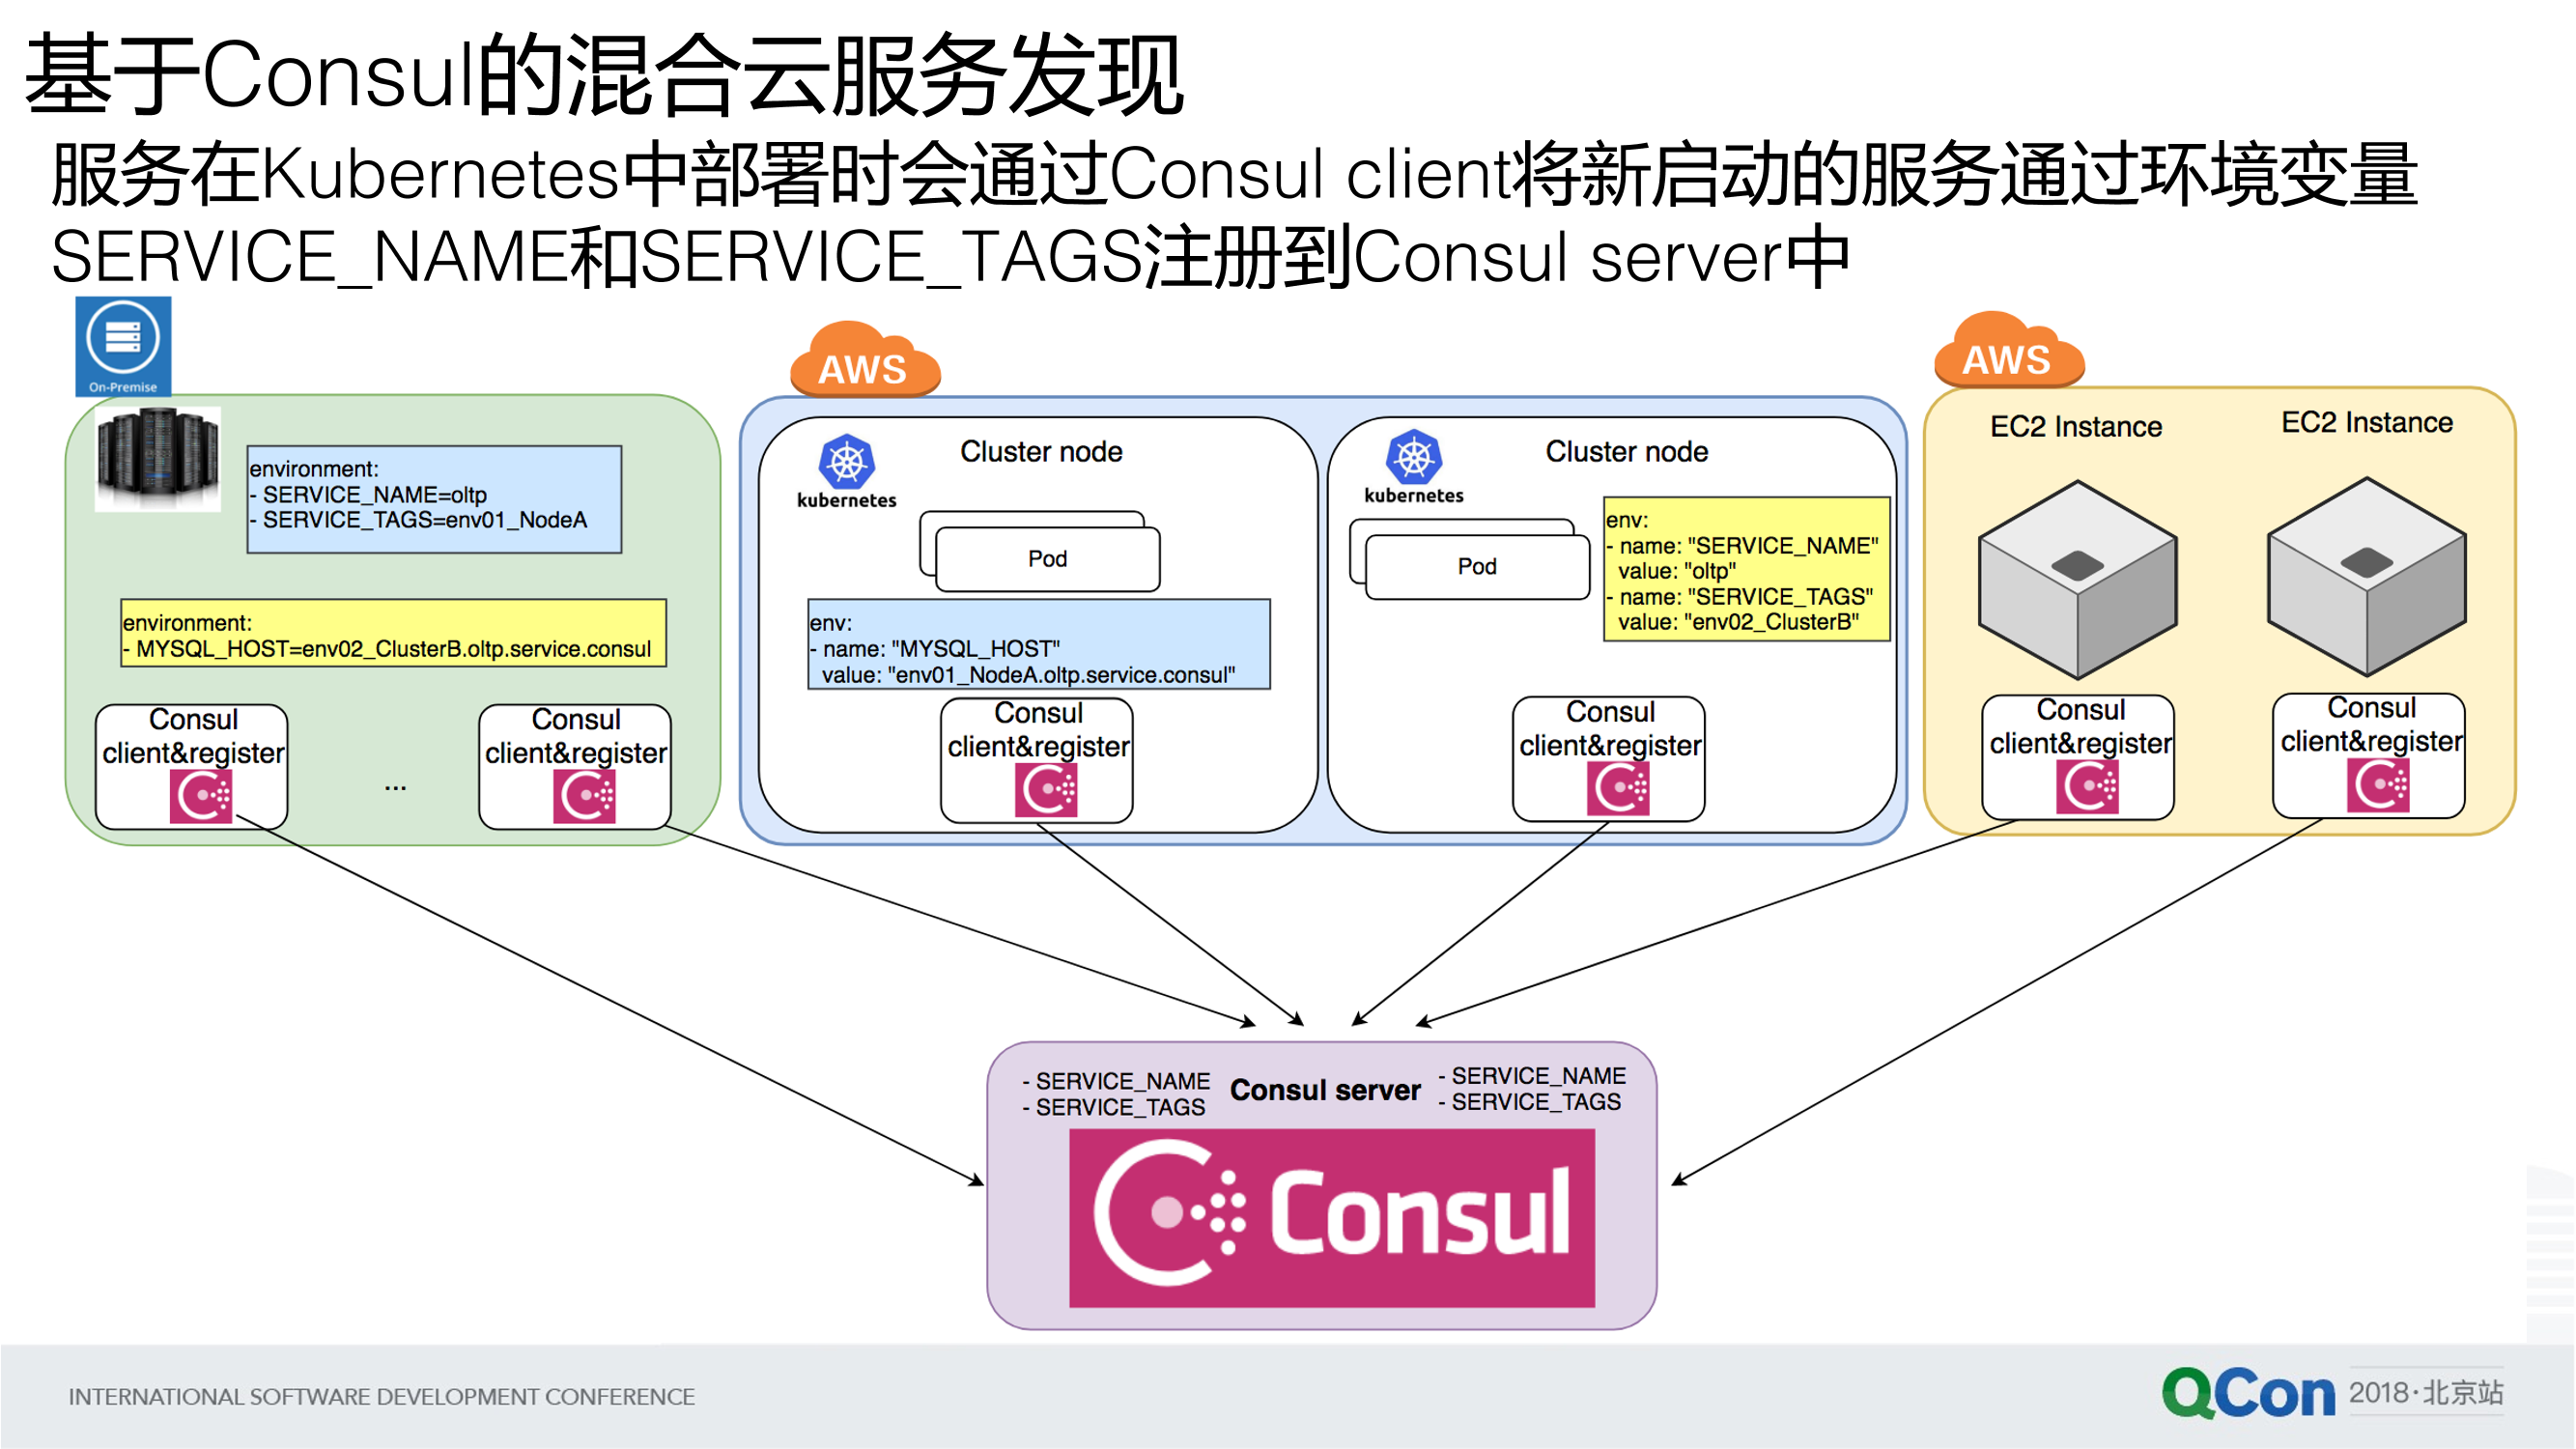 基于Consul的混合云服务发现
服务在Kubernetes中部署时会通过Consul client将新启动的服务通过环境变量
SERVICE_NAME和SERVICE_TAGS注册到Consul server中
On-Premise
environment:
- SERVICE_NAME=oltp
- SERVICE_TAGS=env01_NodeA
environment:
- MYSQL_HOST=env02_ClusterB.oltp.service.consul
Consul
client&register
...
Consul
client&register
AWS
kubernetes
Cluster node
Pod
env:
- name: "MYSQL_HOST"
value: "env01_NodeA.oltp.service.consul"
Consul
client&register
kubernetes
Cluster node
Pod
env:
- name: "SERVICE_NAME"
value: "oltp"
- name: "SERVICE_TAGS"
value: "env02_ClusterB"
Consul
client&register
AWS
EC2 Instance
EC2 Instance
Consul
client&register
Consul
client&register
- SERVICE_NAME
- SERVICE_TAGS
Consul server
- SERVICE_NAME
- SERVICE_TAGS
Consul
INTERNATIONAL SOFTWARE DEVELOPMENT CONFERENCE
QCon 2018·北京站